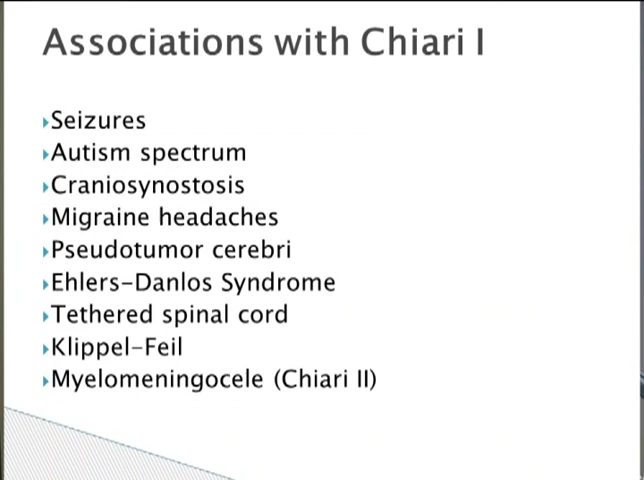 Associations with Chiari I
Seizures
Autism spectrum
Craniosynostosis
Migraine headaches
Pseudotumor cerebri
Ehlers-Danlos Syndrome
Tethered spinal cord
Klippel-Feil
Myelomeningocele (Chiari II)